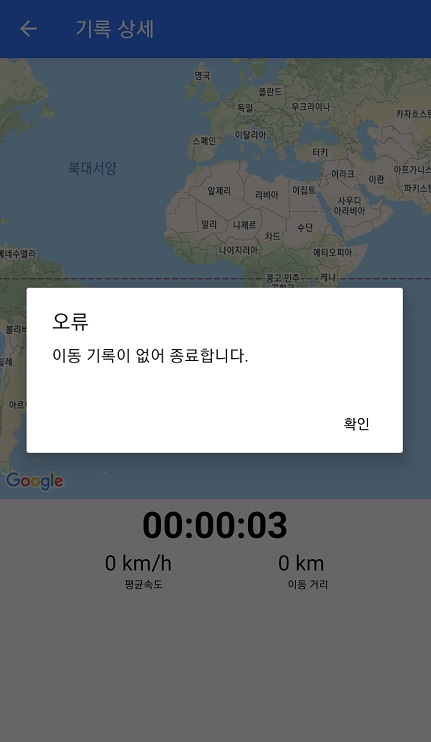 기록 상세
영국
폴란드
독일
우크라이나
카자흐스
이탈리아
스페인
터키
북대서양
이라크
이란
아프가니스
파키스
알제리
리비아
이집트
사우디
아라비아
말리
니제르
차드
수단
나이지리아
에티오피아
베네수엘라
콩고 민주
케냐
오류
이동 기록이 없어 종료합니다.
확인
Google
00:00:03
0 km/h
0 km
평균속도
이동 거리